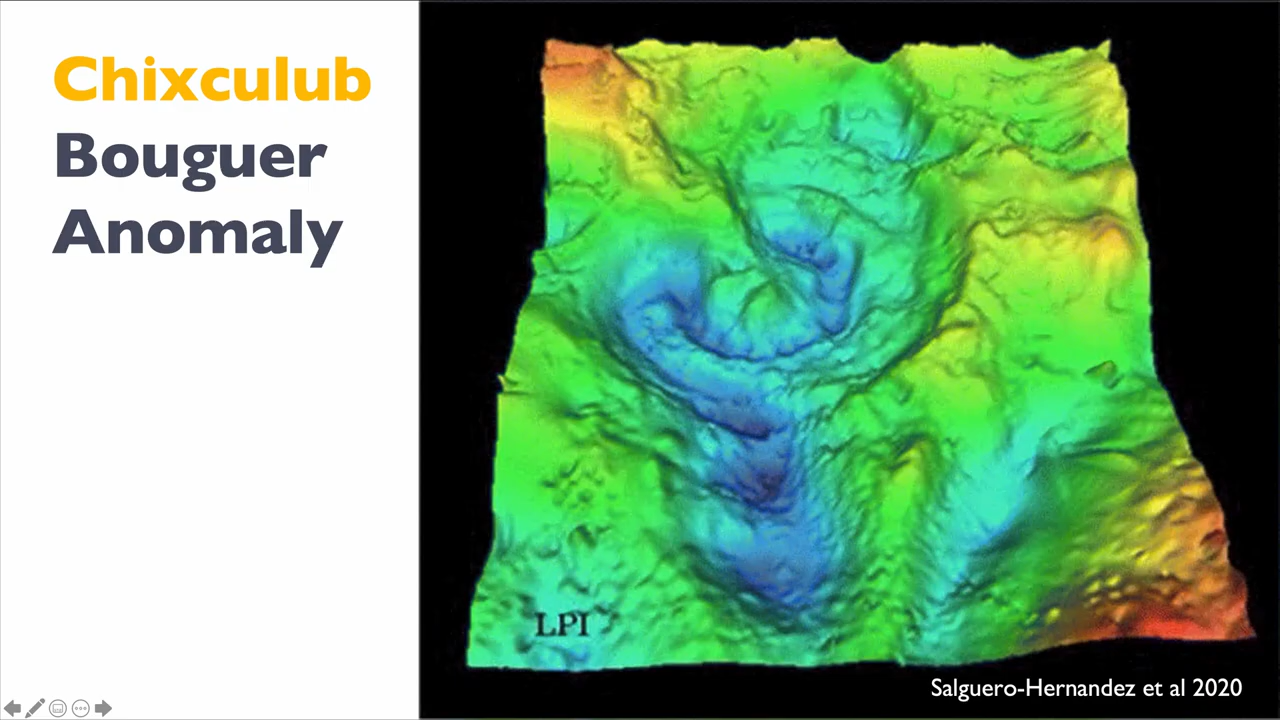 Chixculub
Bouguer
Anomaly
LPI
Salguero-Hernandez et al 2020